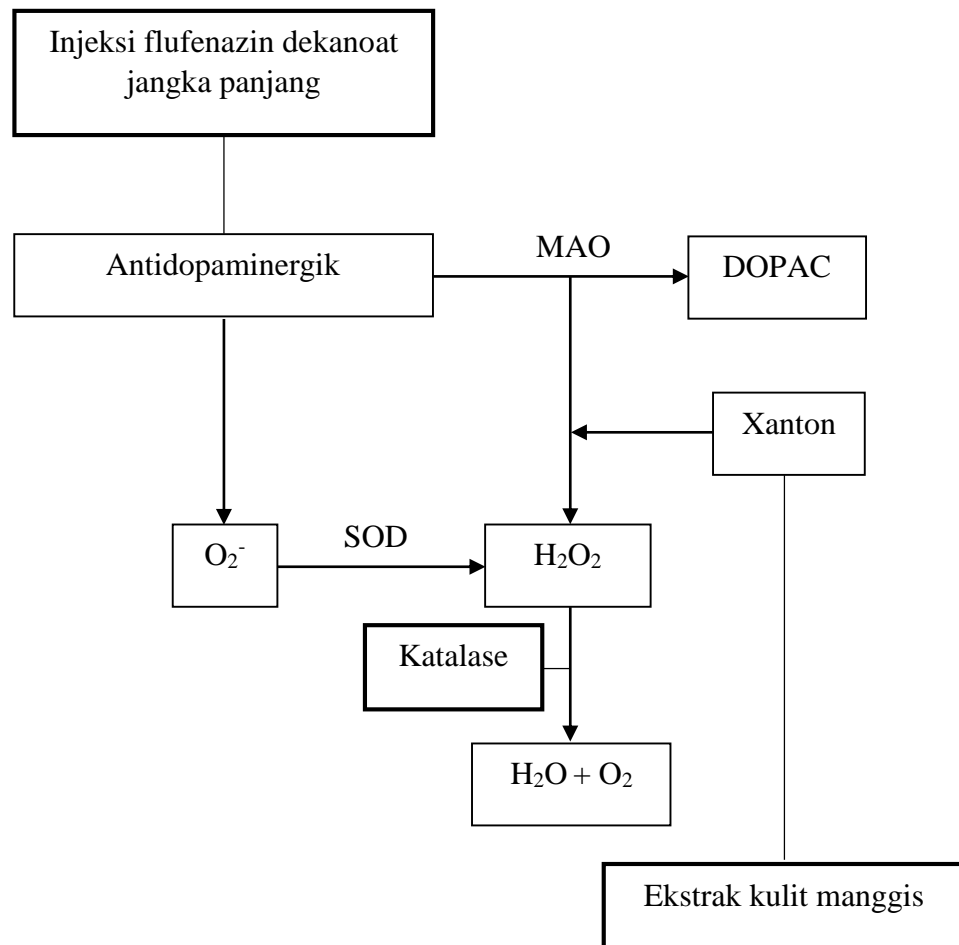 Injeksi flufenazin dekanoat
jangka panjang
MAO
Antidopaminergik
DOPAC
Xanton
O₂⁻
SOD
H₂O₂
Katalase
H₂O + O₂
Ekstrak kulit manggis